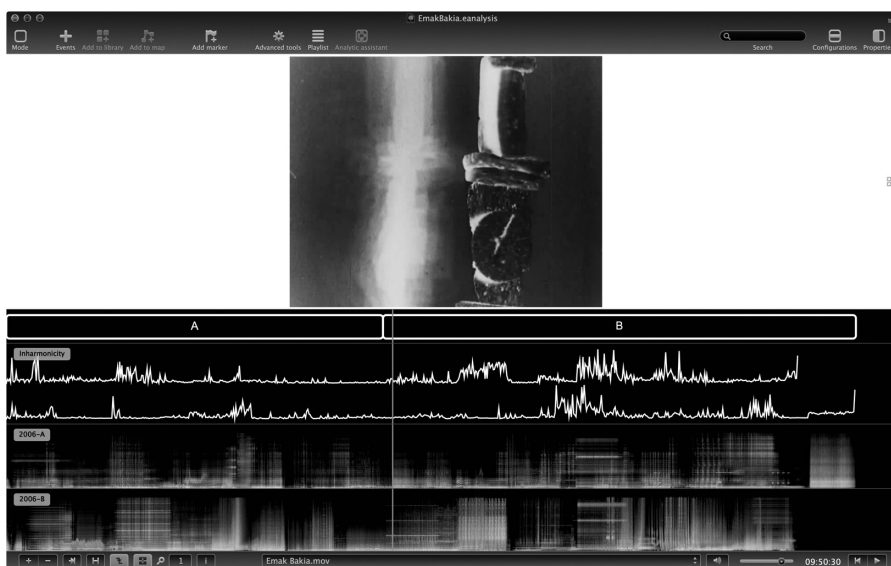 EmakBakia.eanalysis
Mode
Events
Add to library
Add to map
Add marker
Advanced tools
Playlist
Analytic assistant
Search
Configurations
Propertie
A
B
Inharmonicity
2006-A
2006-B
1
i
Emak Bakia.mov
09:50:30